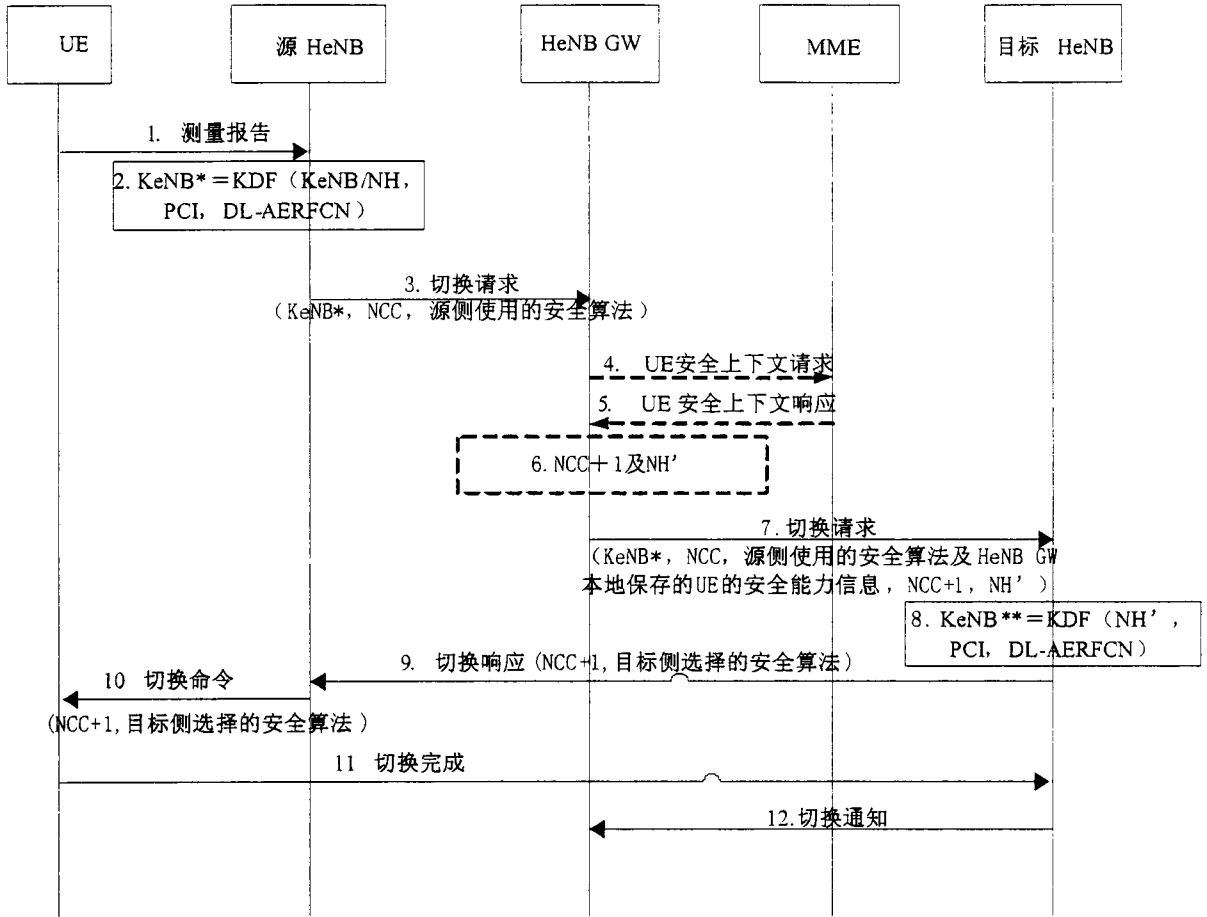 UE
源 HeNB
HeNB GW
MME
目标 HeNB
1. 测量报告
2. KeNB*＝KDF（KeNB/NH，
PCI，DL-AERFCN）
3. 切换请求
（KeNB*，NCC，源侧使用的安全算法）
4. UE安全上下文请求
5. UE 安全上下文响应
6. NCC＋1及NH’
7. 切换请求
（KeNB*，NCC，源侧使用的安全算法及 HeNB GW
本地保存的UE的安全能力信息，NCC+1，NH’）
8. KeNB**＝KDF（NH’，
PCI，DL-AERFCN）
9. 切换响应（NCC+1,目标侧选择的安全算法）
10 切换命令
(NCC+1,目标侧选择的安全算法)
11 切换完成
12.切换通知